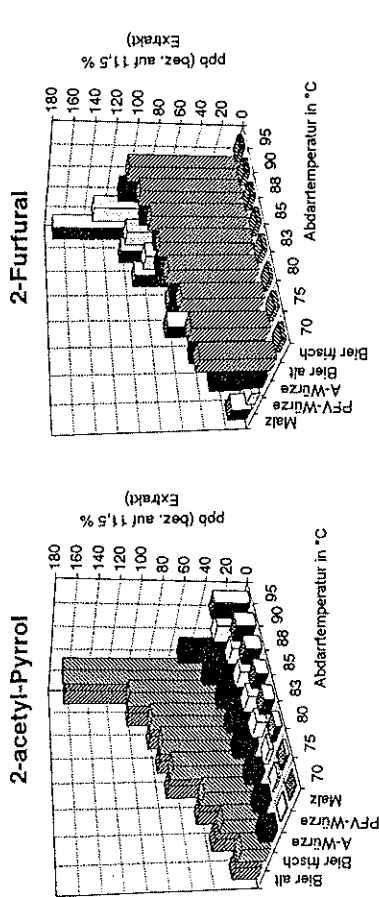 2-acetyl-Pyrrol
ppb (bez. auf 11,5 %
Extrakt)
180
160
140
120
100
80
60
40
20
0
95
90
88
85
83
80
75
70
Abdarrtemperatur in °C
Malz
PFV-Würze
A-Würze
Bier frisch
Bier alt
2-Furfural
ppb (bez. auf 11,5 %
Extrakt)
180
160
140
120
100
80
60
40
20
0
95
90
88
85
83
80
75
70
Abdarrtemperatur in °C
Bier frisch
Bier alt
A-Würze
PFV-Würze
Malz